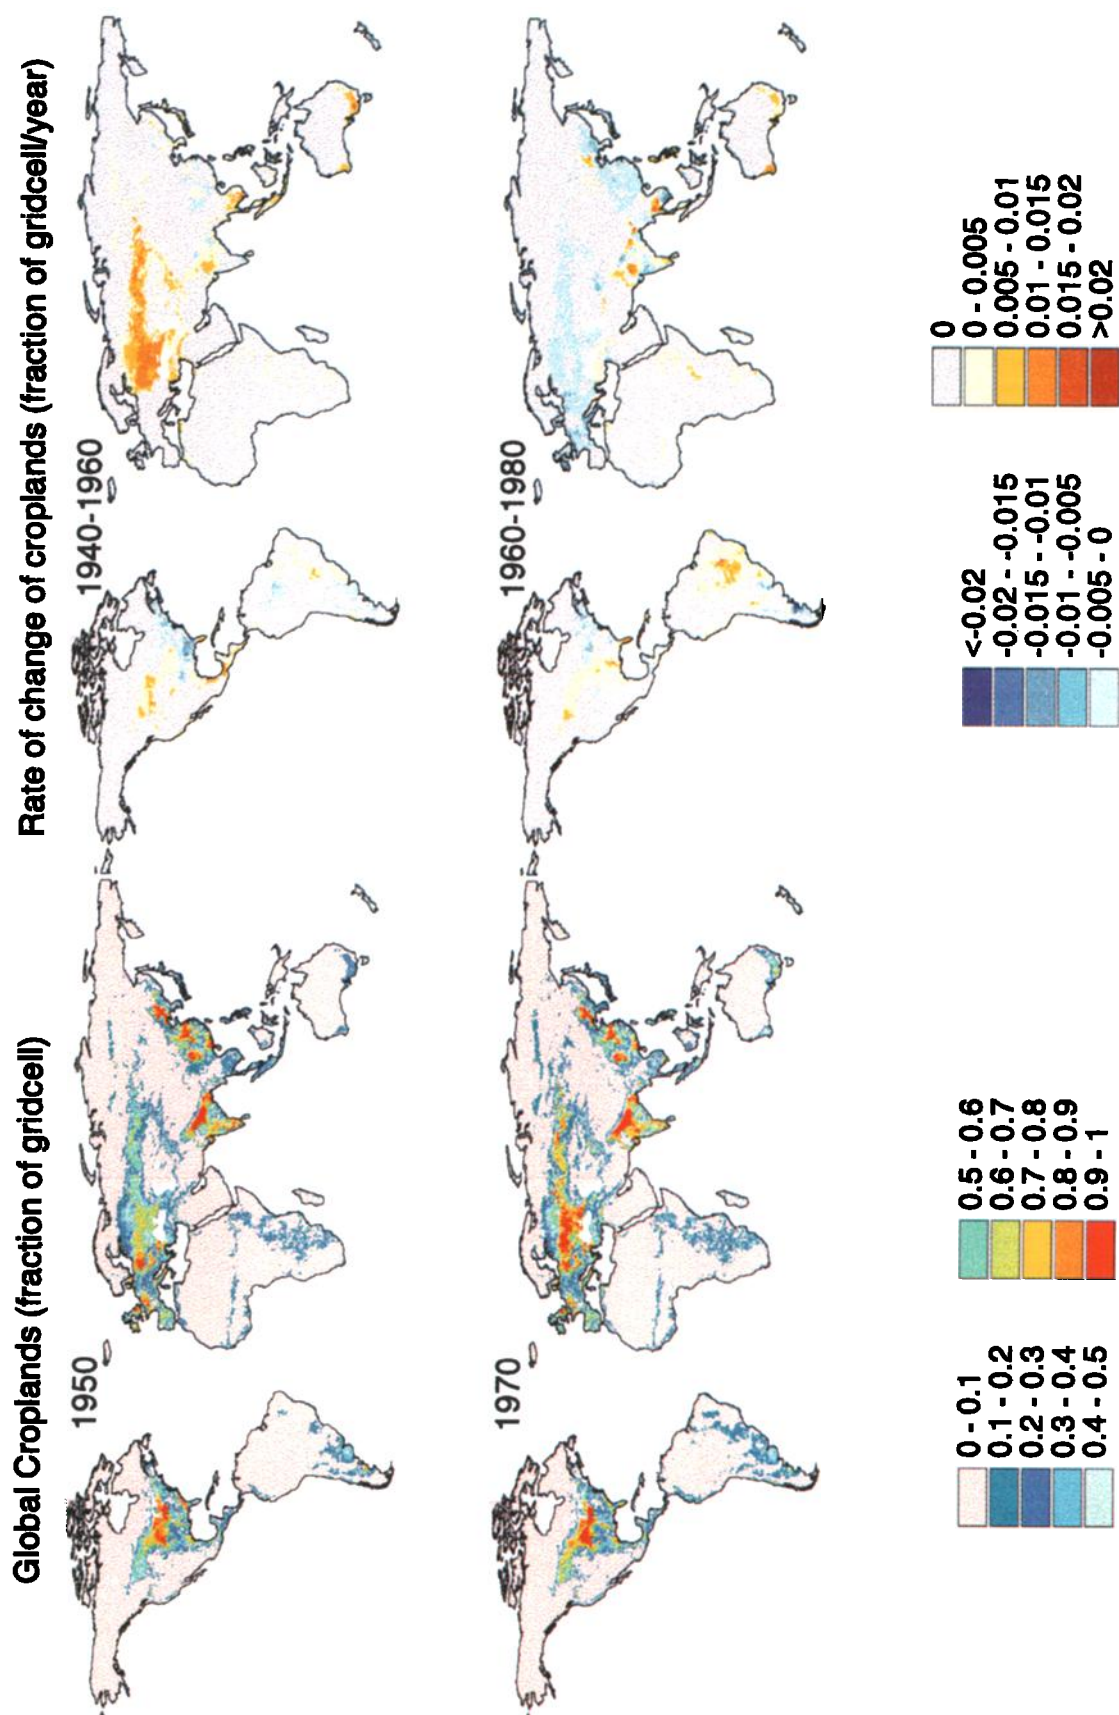 Global Croplands (fraction of gridcell)
Rate of change of croplands (fraction of gridcell/year)
1950
1940-1960
1970
1960-1980
0 - 0.1
0.1 - 0.2
0.2 - 0.3
0.3 - 0.4
0.4 - 0.5
0.5 - 0.6
0.6 - 0.7
0.7 - 0.8
0.8 - 0.9
0.9 - 1
<-0.02
-0.02 - -0.015
-0.015 - -0.01
-0.01 - -0.005
-0.005 - 0
0
0 - 0.005
0.005 - 0.01
0.01 - 0.015
0.015 - 0.02
>0.02